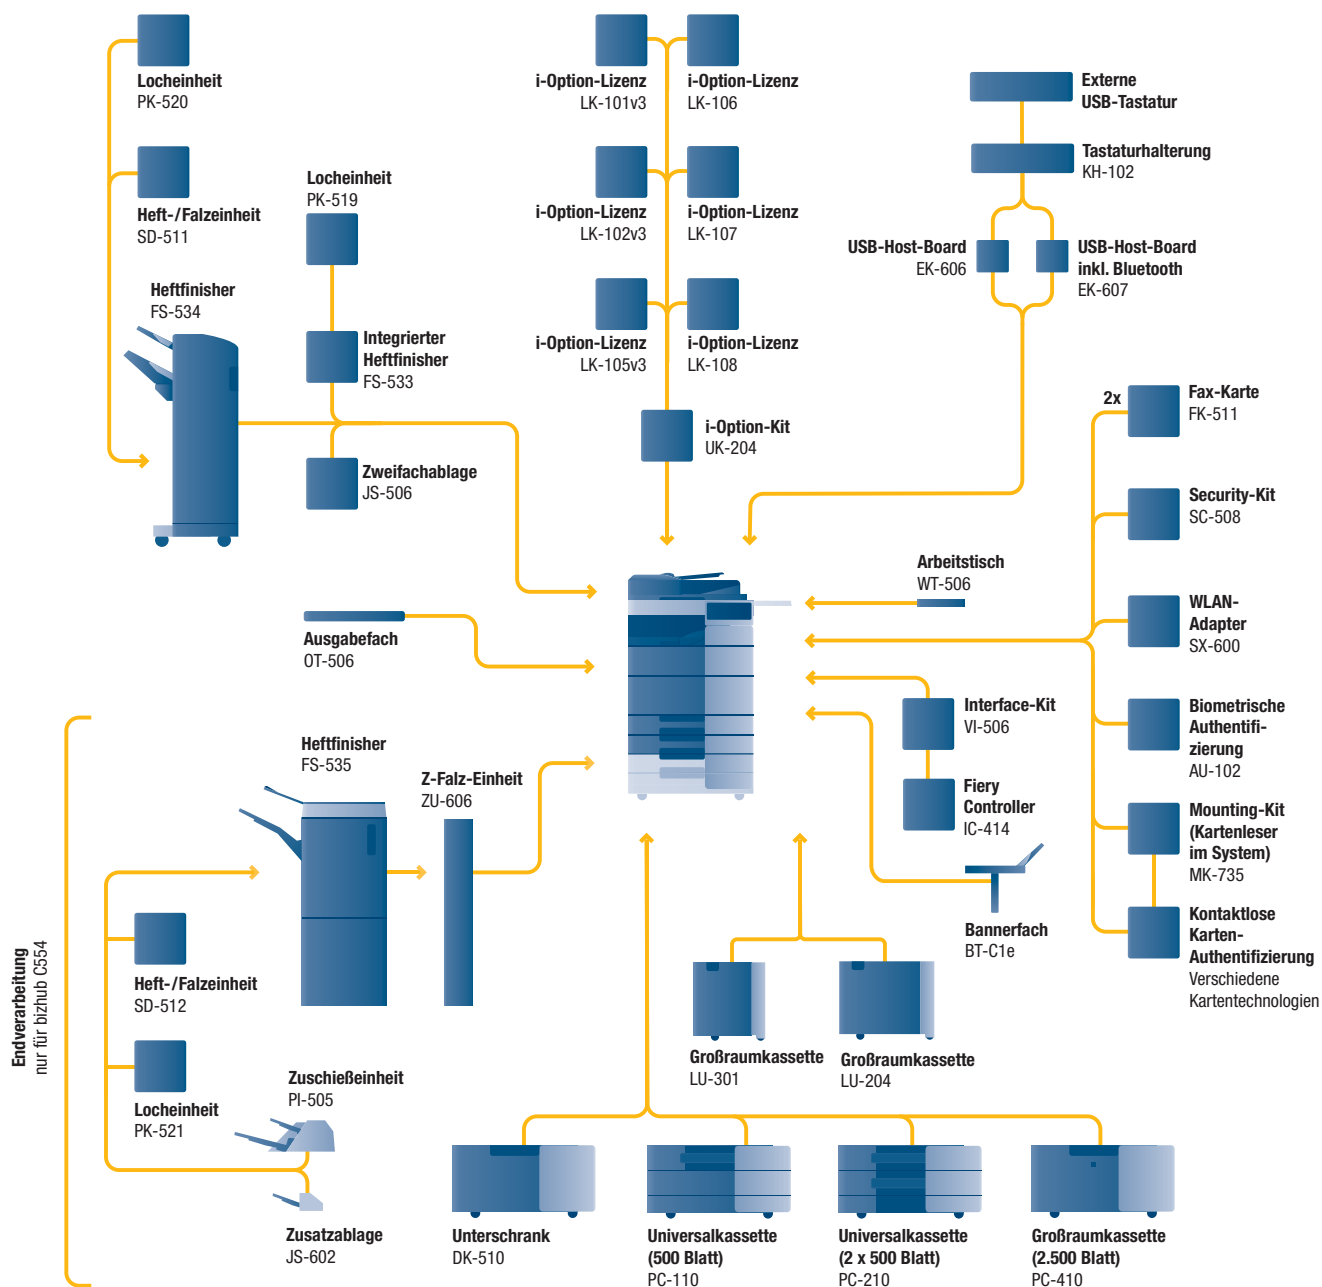 Locheinheit
PK-520
Heft-/Falzeinheit
SD-511
Heftfinisher
FS-534
Locheinheit
PK-519
Integrierter
Heftfinisher
FS-533
Zweifachablage
JS-506
i-Option-Lizenz
LK-101v3
i-Option-Lizenz
LK-106
i-Option-Lizenz
LK-102v3
i-Option-Lizenz
LK-107
i-Option-Lizenz
LK-105v3
i-Option-Lizenz
LK-108
i-Option-Kit
UK-204
Externe
USB-Tastatur
Tastaturhalterung
KH-102
USB-Host-Board
EK-606
USB-Host-Board
inkl. Bluetooth
EK-607
2x
Fax-Karte
FK-511
Security-Kit
SC-508
WLAN-
Adapter
SX-600
Biometrische
Authentifi-
zierung
AU-102
Mounting-Kit
(Kartenleser
im System)
MK-735
Kontaktlose
Karten-
Authentifizierung
Verschiedene
Kartentechnologien
Arbeitstisch
WT-506
Interface-Kit
VI-506
Fiery
Controller
IC-414
Bannerfach
BT-C1e
Ausgabefach
OT-506
Endverarbeitung
nur für bizhub C554
Heftfinisher
FS-535
Z-Falz-Einheit
ZU-606
Heft-/Falzeinheit
SD-512
Locheinheit
PK-521
Zuschießeinheit
PI-505
Zusatzablage
JS-602
Großraumkassette
LU-301
Großraumkassette
LU-204
Unterschrank
DK-510
Universalkassette
(500 Blatt)
PC-110
Universalkassette
(2 x 500 Blatt)
PC-210
Großraumkassette
(2.500 Blatt)
PC-410